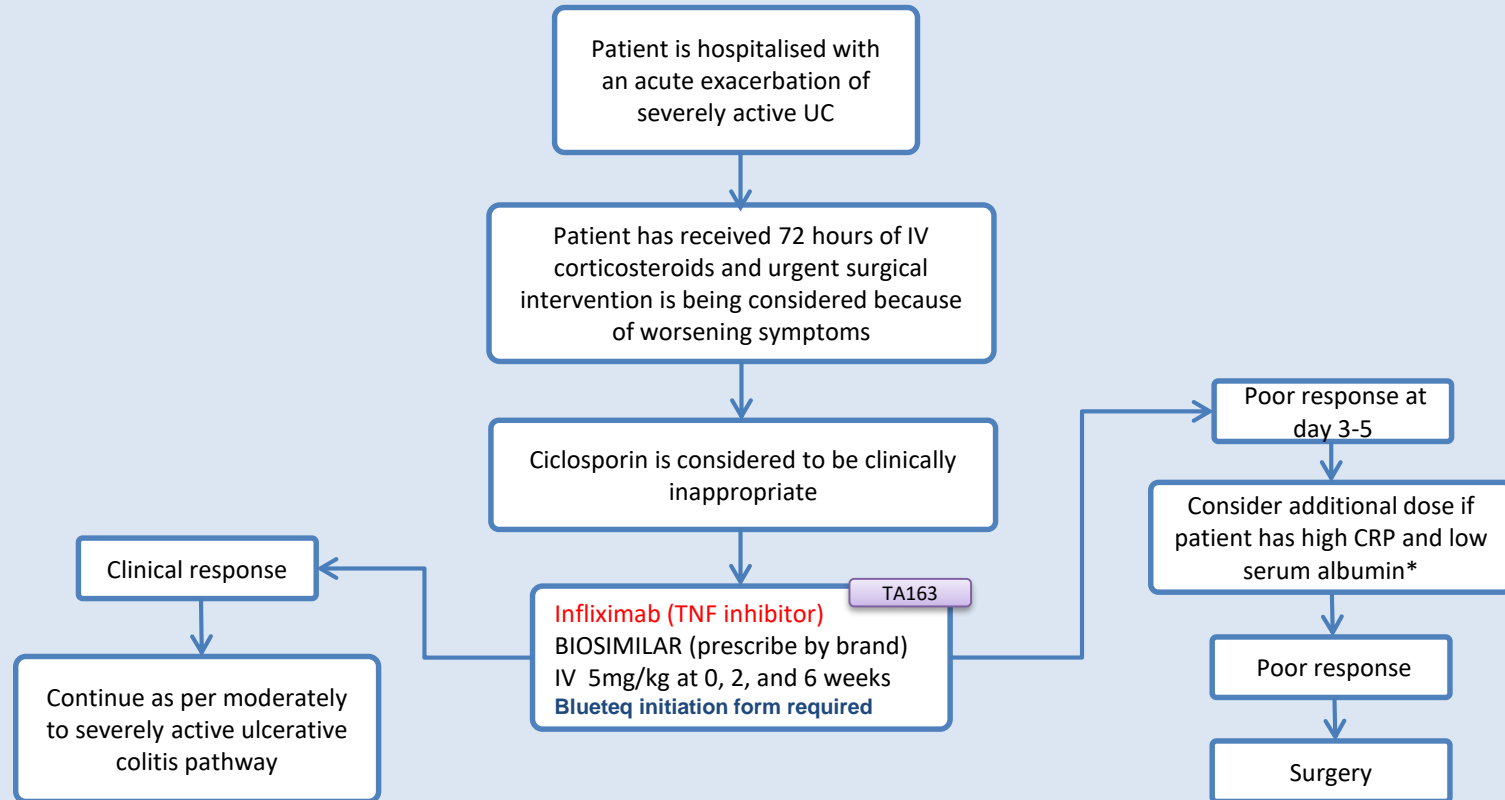 Patient is hospitalised with
an acute exacerbation of
severely active UC
Patient has received 72 hours of IV
corticosteroids and urgent surgical
intervention is being considered because
of worsening symptoms
Ciclosporin is considered to be clinically
inappropriate
TA163
Infliximab (TNF inhibitor)
BIOSIMILAR (prescribe by brand)
IV  5mg/kg at 0, 2, and 6 weeks
Blueteq initiation form required
Clinical response
Continue as per moderately
to severely active ulcerative
colitis pathway
Poor response at
day 3-5
Consider additional dose if
patient has high CRP and low
serum albumin*
Poor response
Surgery